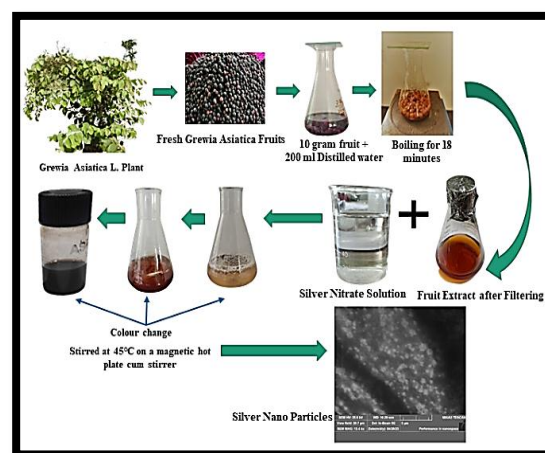 Grewia Asiatica L. Plant
Fresh Grewia Asiatica Fruits
10 gram fruit +
200 ml Distilled water
Boiling for 18
minutes
Silver Nitrate Solution
Fruit Extract after Filtering
Colour change
Stirred at 45°C on a magnetic hot
plate cum stirrer
Silver Nano Particles